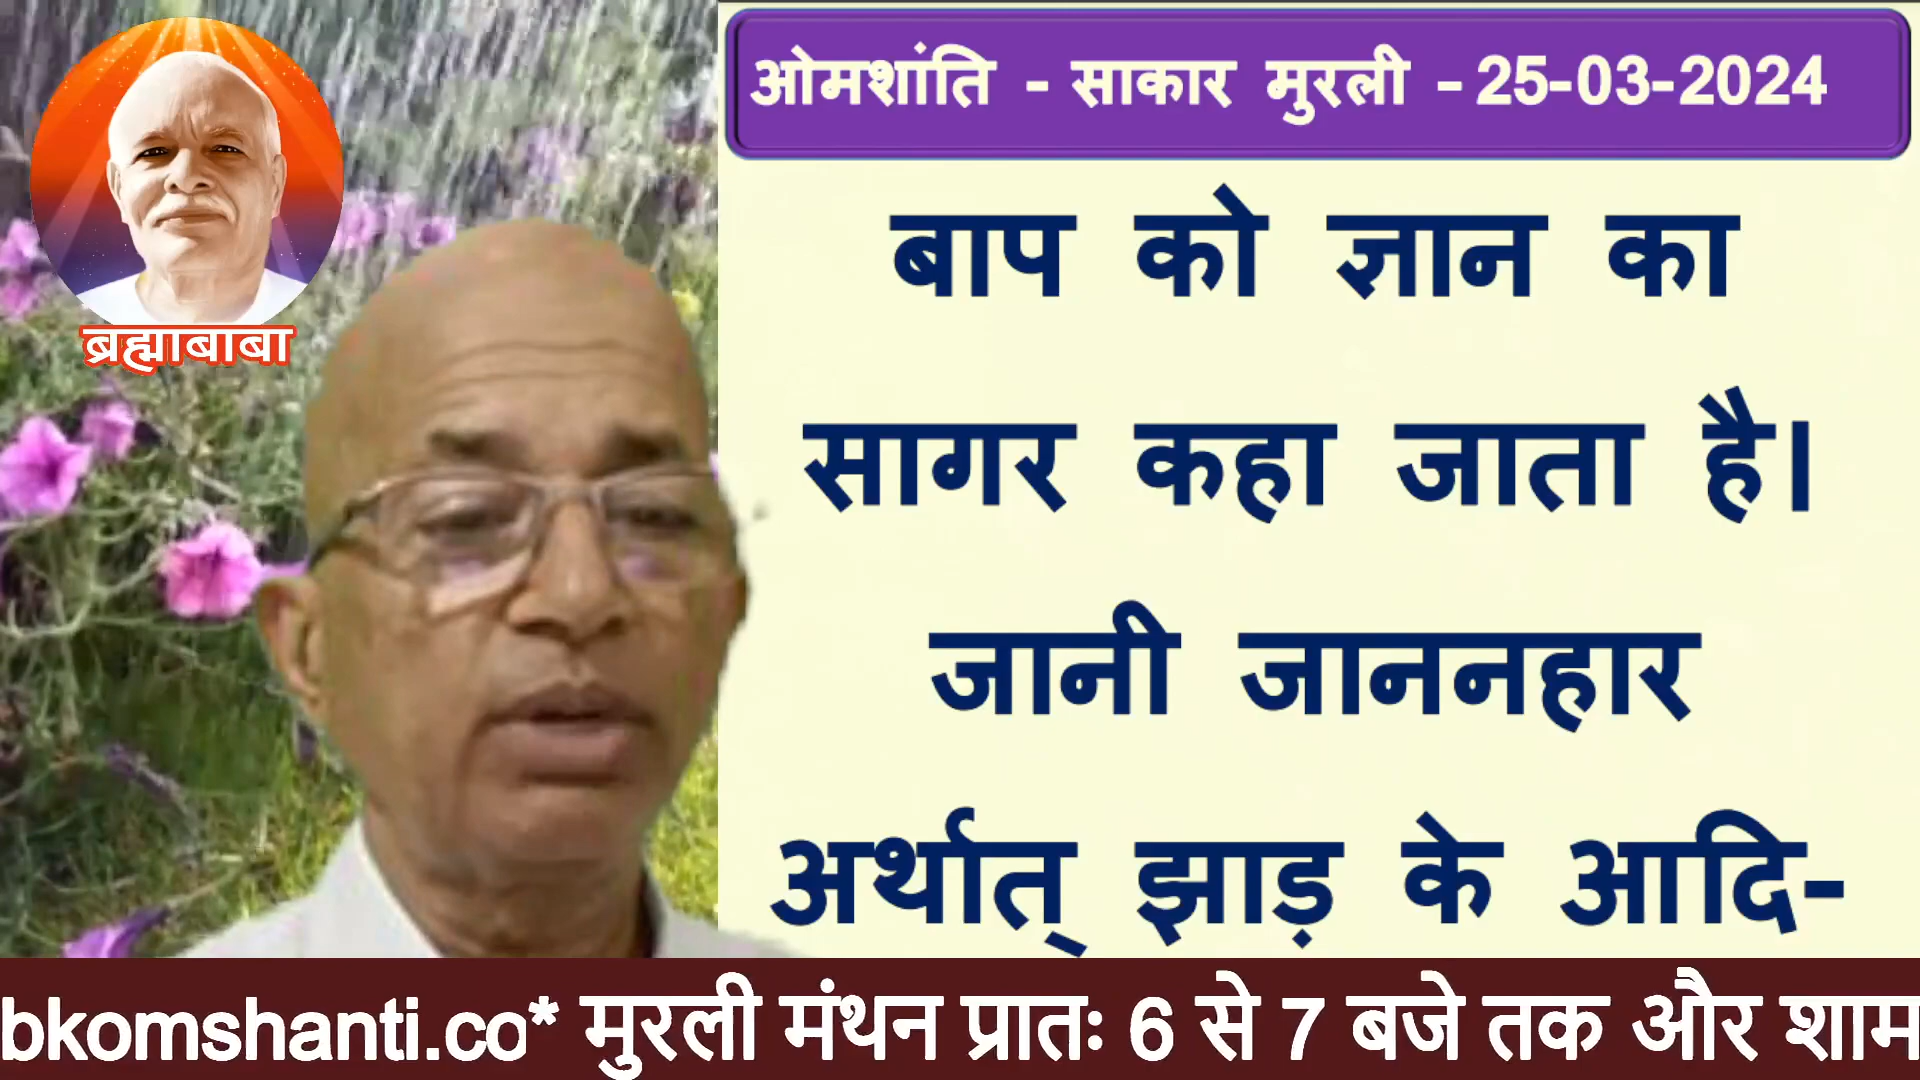 ओमशांति - साकार मुरली - 25-03-2024
ब्रह्माबाबा
बाप को ज्ञान का
सागर कहा जाता है।
जानी जाननहार
अर्थात् झाड़ के आदि-
bkomshanti.co* मुरली मंथन प्रातः 6 से 7 बजे तक और शाम